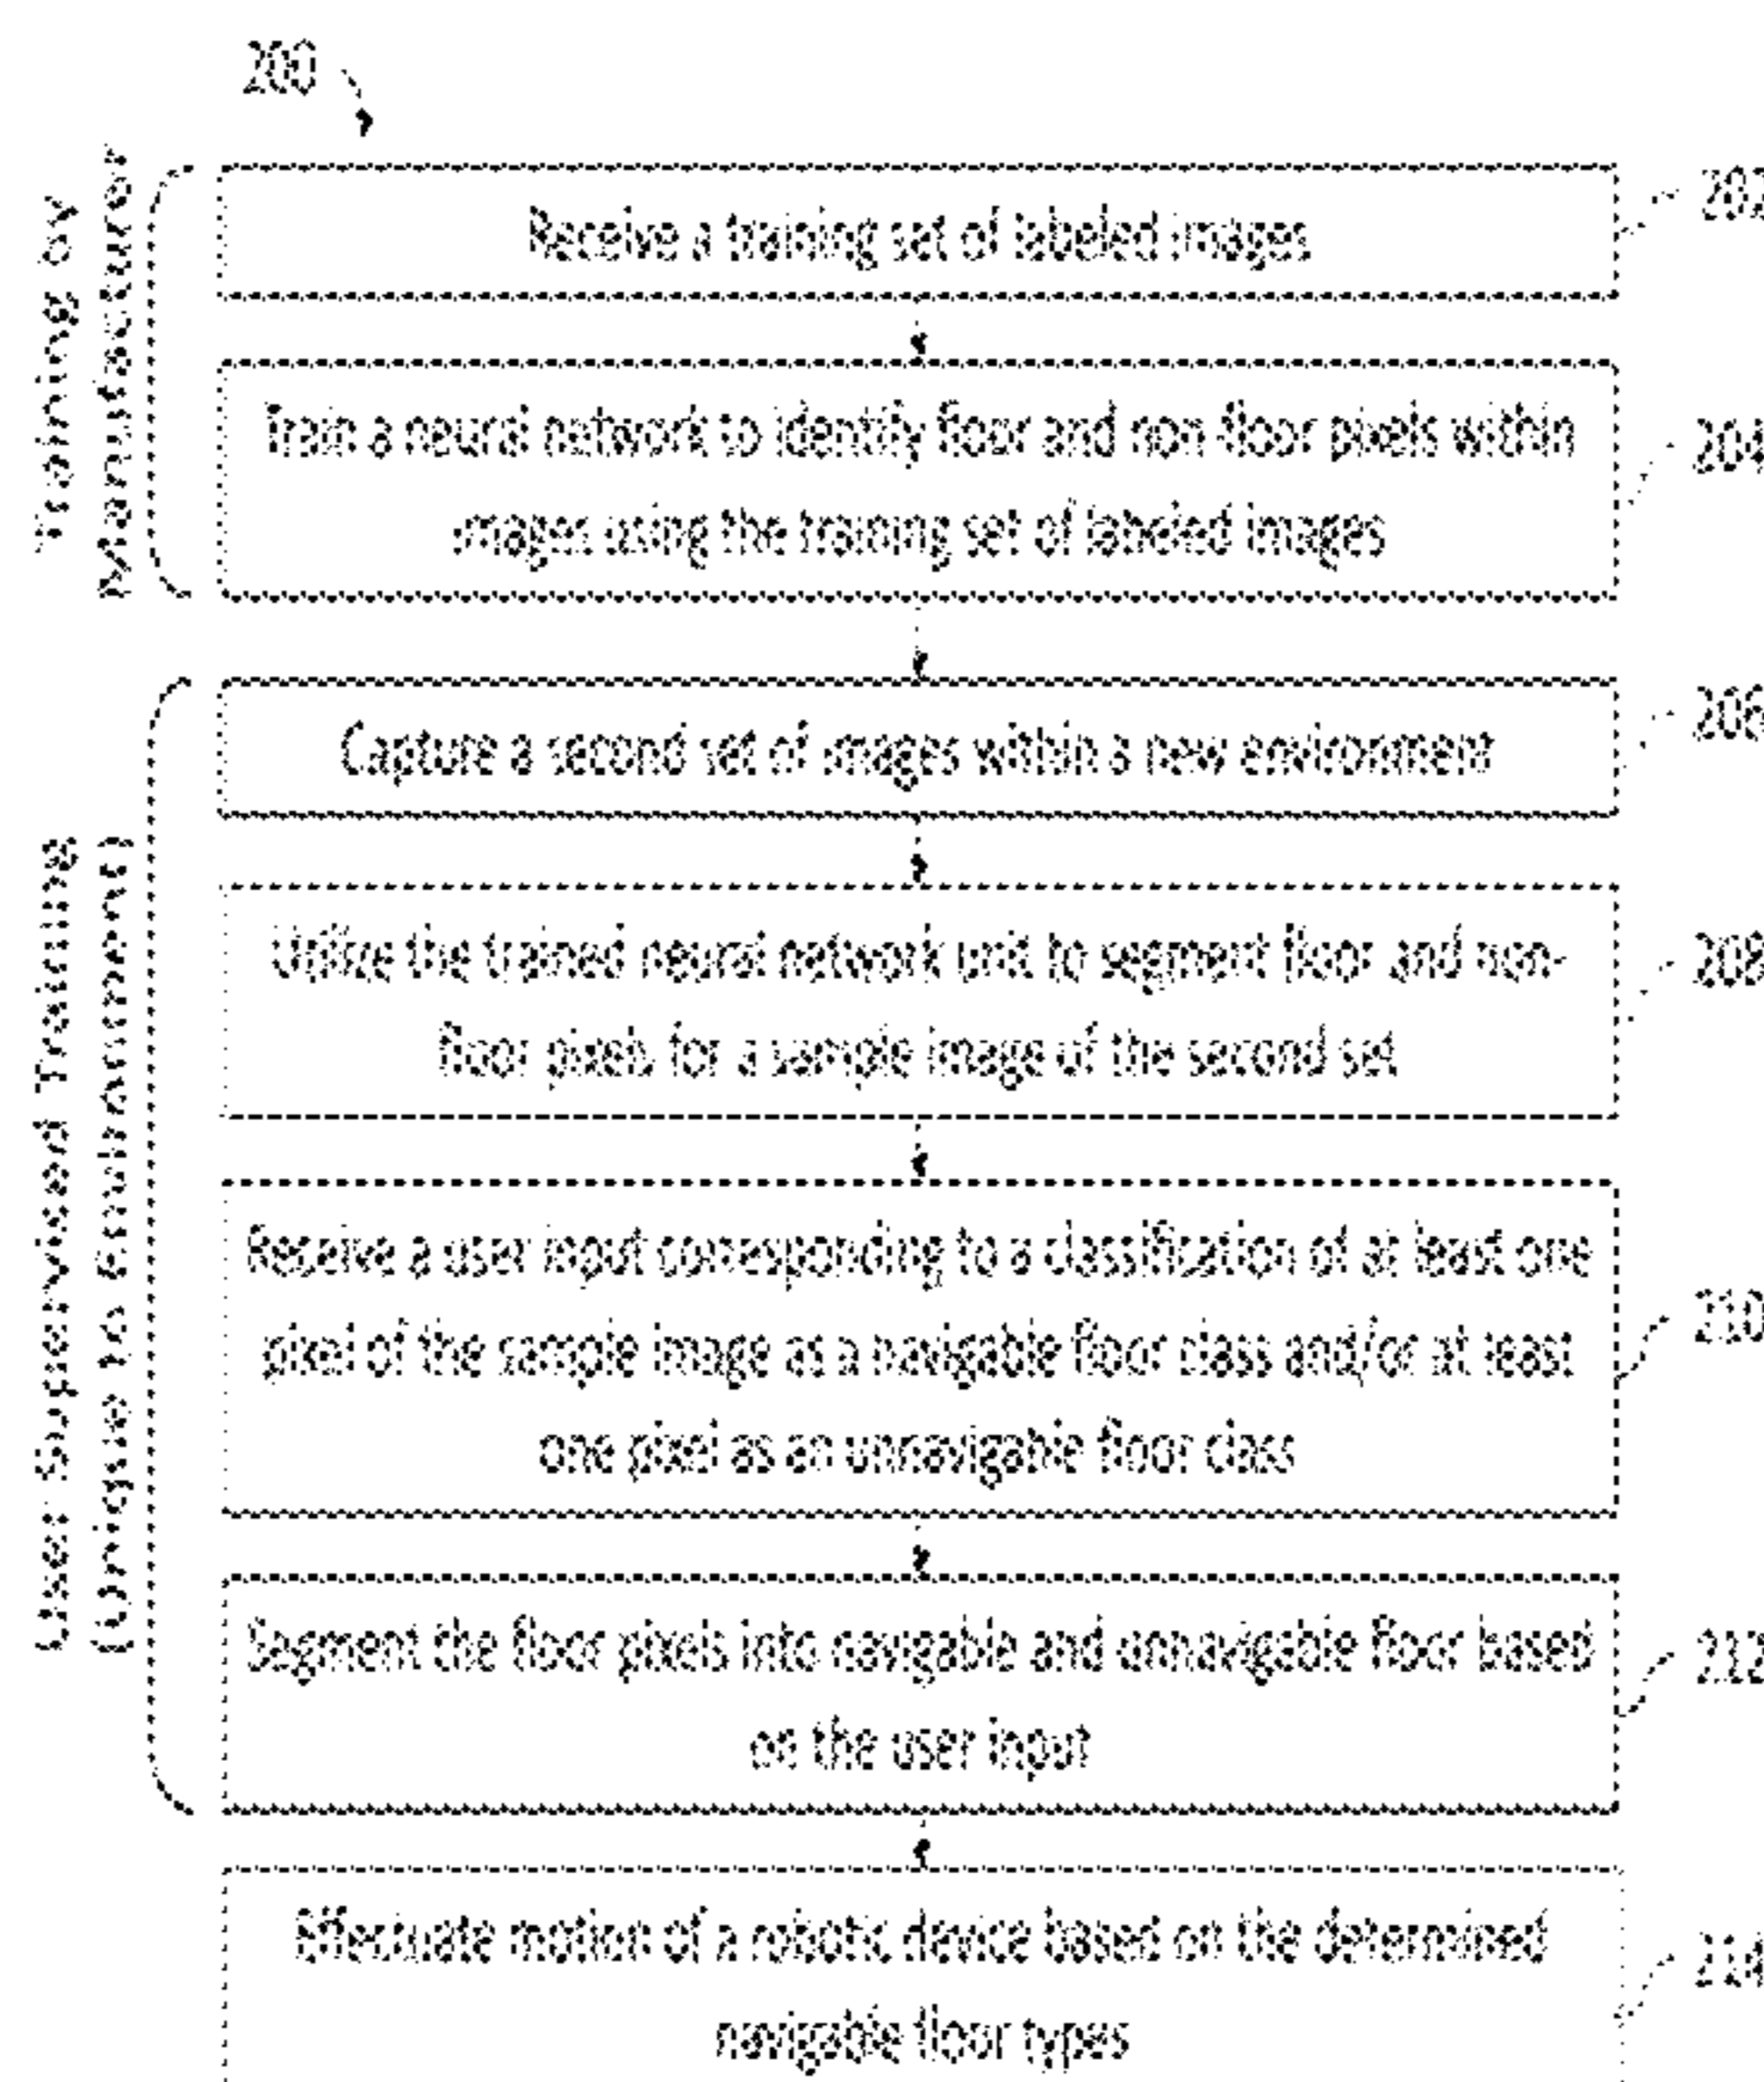 200
Training by
Manufacturer
Receive a training set of labeled images
202
Train a neural network to identify floor and non-floor pixels within
images using the training set of labeled images
204
User Supervised Training
(Unique to environment)
Capture a second set of images within a new environment
206
Utilize the trained neural network unit to segment floor and non-
floor pixels for a sample image of the second set
208
Receive a user input corresponding to a classification of at least one
pixel of the sample image as a navigable floor class and/or at least
one pixel as an unnavigable floor class
210
Segment the floor pixels into navigable and unnavigable floor based
on the user input
212
Effectuate motion of a robotic device based on the determined
navigable floor types
114